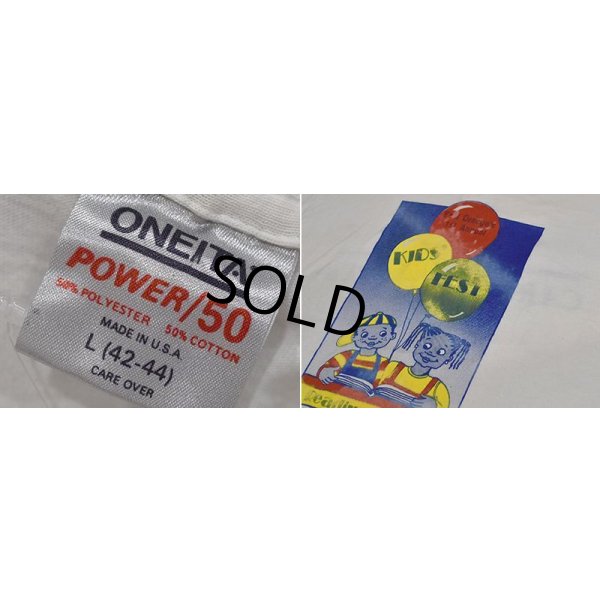 ONEITA
POWER/50
50% POLYESTER 50% COTTON
MADE IN U.S.A.
L (42-44)
CARE OVER
SOLD
KIDS
FEST